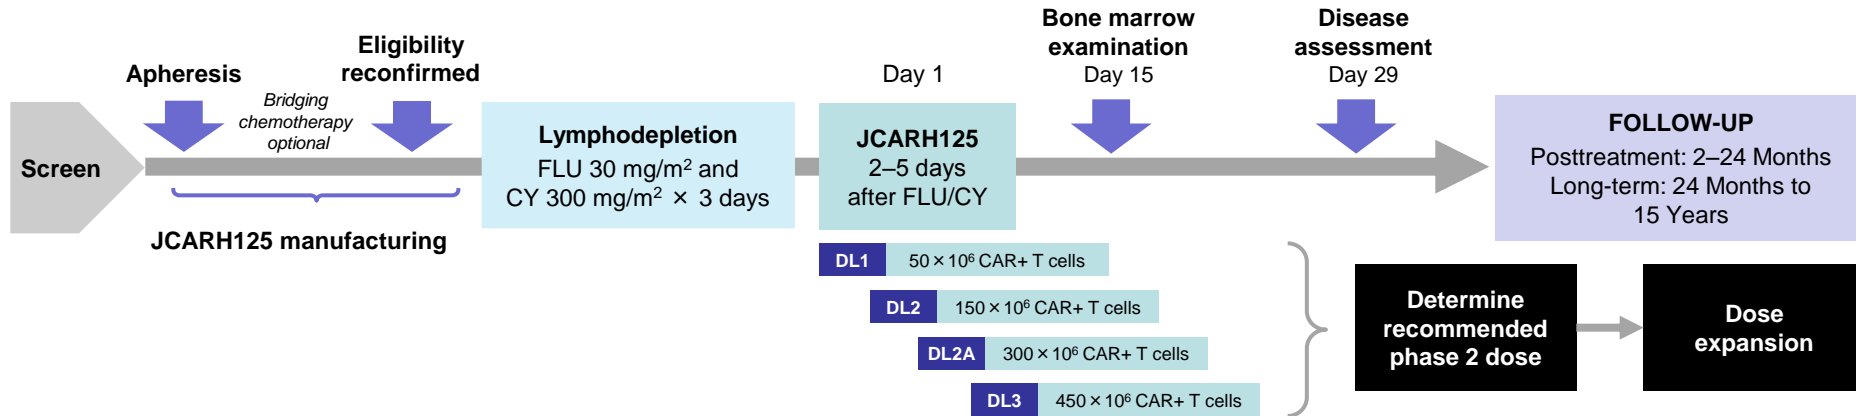 Screen
Apheresis
Bridging
chemotherapy
optional
Eligibility
reconfirmed
JCARH125 manufacturing
Lymphodepletion
FLU 30 mg/m² and
CY 300 mg/m² × 3 days
Day 1
JCARH125
2–5 days
after FLU/CY
Bone marrow
examination
Day 15
Disease
assessment
Day 29
FOLLOW-UP
Posttreatment: 2–24 Months
Long-term: 24 Months to
15 Years
DL1 50 × 10⁶ CAR+ T cells
DL2 150 × 10⁶ CAR+ T cells
DL2A 300 × 10⁶ CAR+ T cells
DL3 450 × 10⁶ CAR+ T cells
Determine
recommended
phase 2 dose
Dose
expansion